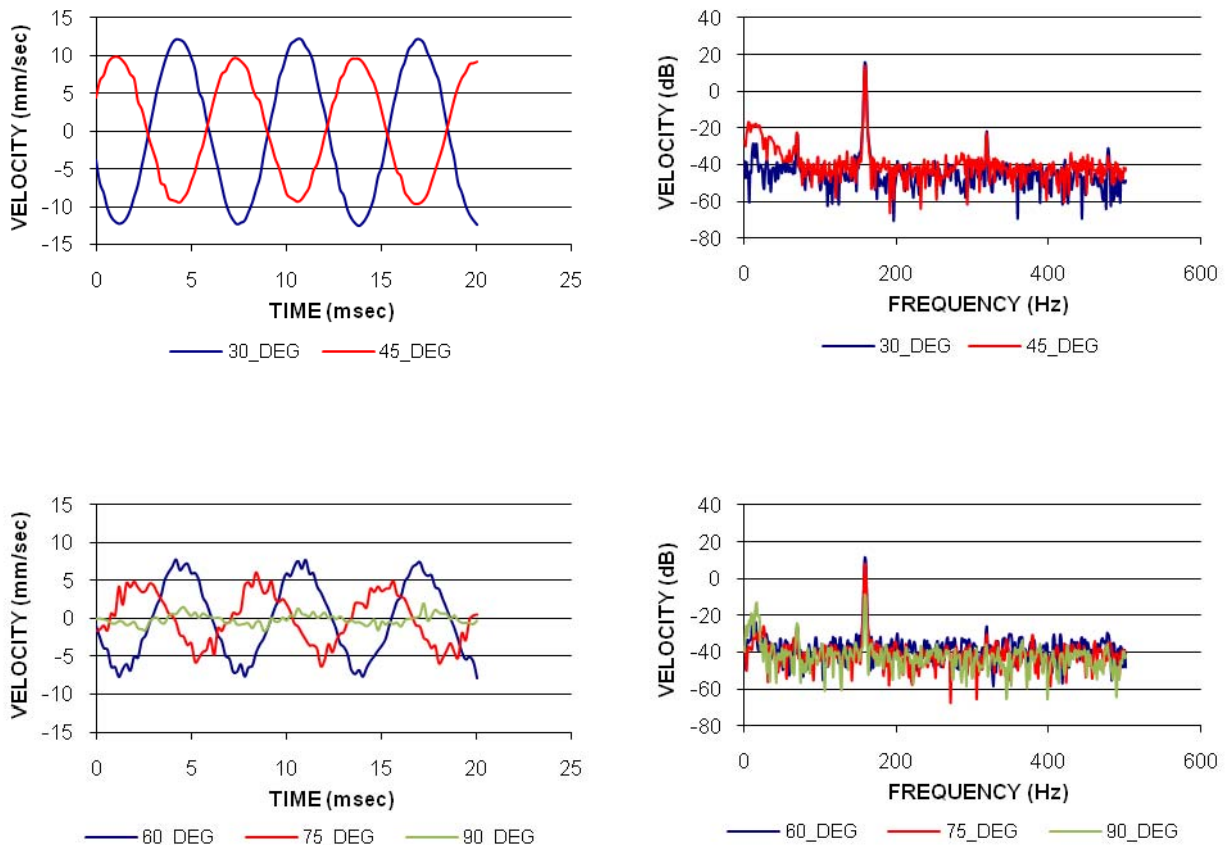 15
10
5
0
-5
-10
-15
VELOCITY (mm/sec)
0 5 10 15 20 25
TIME (msec)
30_DEG 45_DEG
40
20
0
-20
-40
-60
-80
VELOCITY (dB)
0 200 400 600
FREQUENCY (Hz)
30_DEG 45_DEG
15
10
5
0
-5
-10
-15
VELOCITY (mm/sec)
0 5 10 15 20 25
TIME (msec)
60_DEG 75_DEG 90_DEG
40
20
0
-20
-40
-60
-80
VELOCITY (dB)
0 200 400 600
FREQUENCY (Hz)
60_DEG 75_DEG 90_DEG